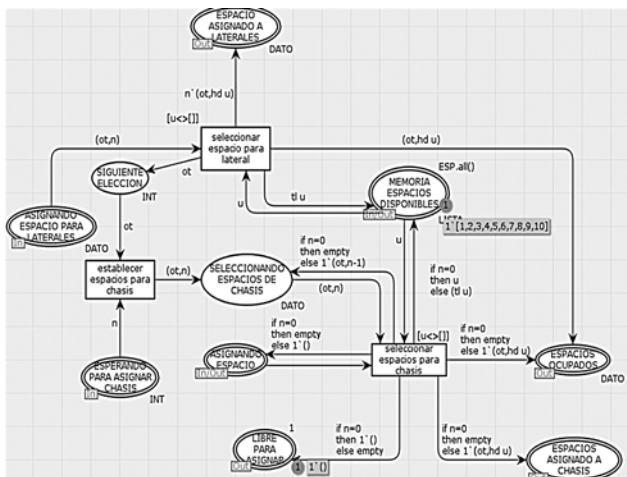 ESPACIO
ASIGNADO A
LATERALES
Out
DATO
n`(ot,hd u)
[u<>[]]
(ot,n)
seleccionar
espacio para
lateral
(ot,hd u)
ESP.all()
SIGUIENTE
ELECCION
INT
ot
tl u
u
MEMORIA
ESPACIOS
DISPONIBLES
In/Out
1
LISTA
1`[1,2,3,4,5,6,7,8,9,10]
ASIGNANDO
ESPACIO PARA
LATERALES
In
DATO
ot
establecer
espacios para
chasis
(ot,n)
SELECCIONANDO
ESPACIOS DE
CHASIS
DATO
if n=0
then empty
else 1`(ot,n-1)
(ot,n)
u
if n=0
then u
else (tl u)
n
if n=0
then empty
else 1`()
[u<>[]]
if n=0
then empty
else 1`(ot,hd u)
ESPERANDO
PARA ASIGNAR
CHASIS
In
INT
ASIGNANDO
ESPACIO
In/Out
seleccionar
espacios para
chasis
ESPACIOS
OCUPADOS
Out
DATO
1
LIBRE
PARA
ASIGNAR
Out
1
1`()
if n=0
then 1`()
else empty
if n=0
then empty
else 1`(ot,hd u)
ESPACIOS
ASIGNADO A
CHASIS